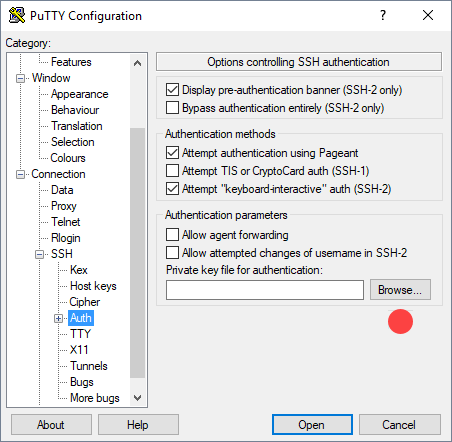 PuTTY Configuration
Category:
Features
Window
Appearance
Behaviour
Translation
Selection
Colours
Connection
Data
Proxy
Telnet
Rlogin
SSH
Kex
Host keys
Cipher
Auth
TTY
X11
Tunnels
Bugs
More bugs
Options controlling SSH authentication
Display pre-authentication banner (SSH-2 only)
Bypass authentication entirely (SSH-2 only)
Authentication methods
Attempt authentication using Pageant
Attempt TIS or CryptoCard auth (SSH-1)
Attempt "keyboard-interactive" auth (SSH-2)
Authentication parameters
Allow agent forwarding
Allow attempted changes of username in SSH-2
Private key file for authentication:
Browse...
About
Help
Open
Cancel